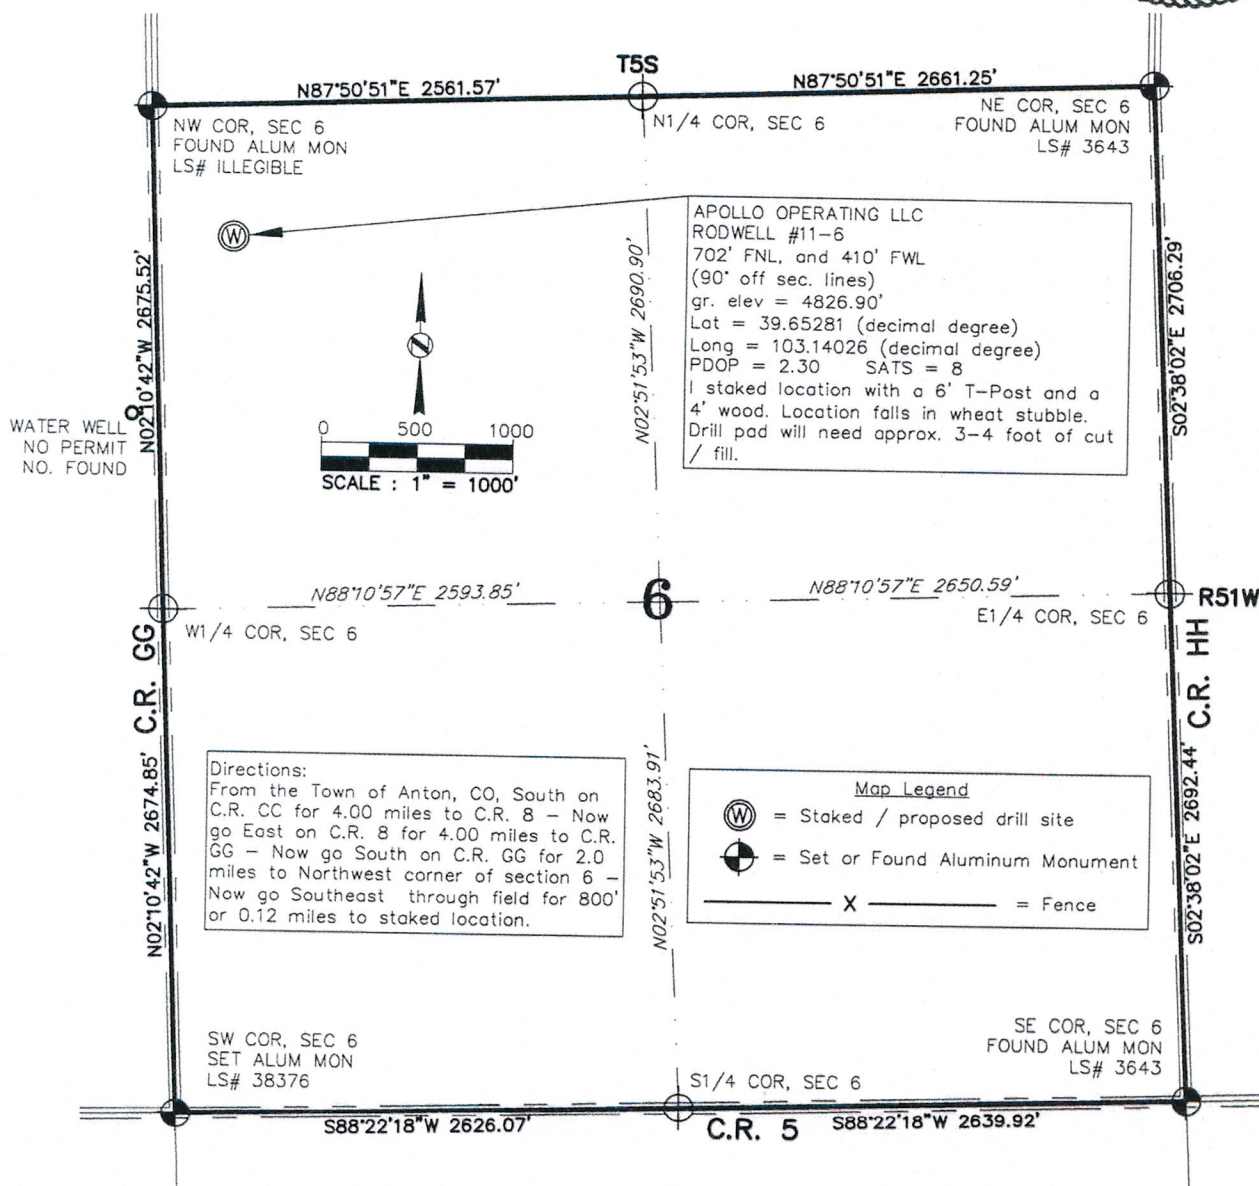 T5S
N87°50'51"E 2561.57'
N87°50'51"E 2661.25'
NW COR, SEC 6
FOUND ALUM MON
LS# ILLEGIBLE
N1/4 COR, SEC 6
NE COR, SEC 6
FOUND ALUM MON
LS# 3643
W
APOLLO OPERATING LLC
RODWELL #11-6
702' FNL, and 410' FWL
(90° off sec. lines)
gr. elev = 4826.90'
Lat = 39.65281 (decimal degree)
Long = 103.14026 (decimal degree)
PDOP = 2.30 SATS = 8
I staked location with a 6' T-Post and a
4' wood. Location falls in wheat stubble.
Drill pad will need approx. 3-4 foot of cut
/ fill.
N02°10'42"W 2675.52'
N02°51'53"W 2690.90'
S02°38'02"E 2706.29'
N
0 500 1000
SCALE : 1" = 1000'
WATER WELL
NO PERMIT
NO. FOUND
N88°10'57"E 2593.85'
6
N88°10'57"E 2650.59'
R51W
W1/4 COR, SEC 6
E1/4 COR, SEC 6
C.R. GG
C.R. HH
N02°10'42"W 2674.85'
Directions:
From the Town of Anton, CO, South on
C.R. CC for 4.00 miles to C.R. 8 – Now
go East on C.R. 8 for 4.00 miles to C.R.
GG – Now go South on C.R. GG for 2.0
miles to Northwest corner of section 6 –
Now go Southeast through field for 800'
or 0.12 miles to staked location.
N02°51'53"W 2683.91'
Map Legend
W = Staked / proposed drill site
= Set or Found Aluminum Monument
X = Fence
S02°38'02"E 2692.44'
SW COR, SEC 6
SET ALUM MON
LS# 38376
S1/4 COR, SEC 6
SE COR, SEC 6
FOUND ALUM MON
LS# 3643
S88°22'18"W 2626.07'
C.R. 5
S88°22'18"W 2639.92'